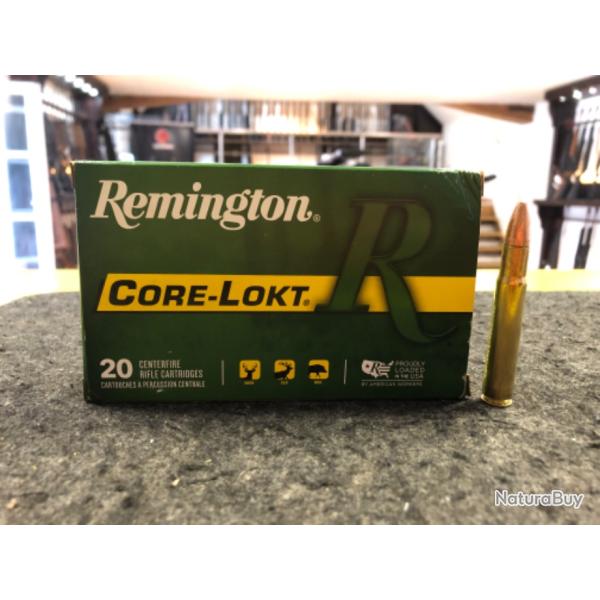 Remington®
R
CORE-LOKT®
20 CENTERFIRE
RIFLE CARTRIDGES
CARTOUCHES A PERCUSSION CENTRALE
PROUDLY
LOADED
IN THE USA
BY AMERICAN WORKERS
NaturaBuy